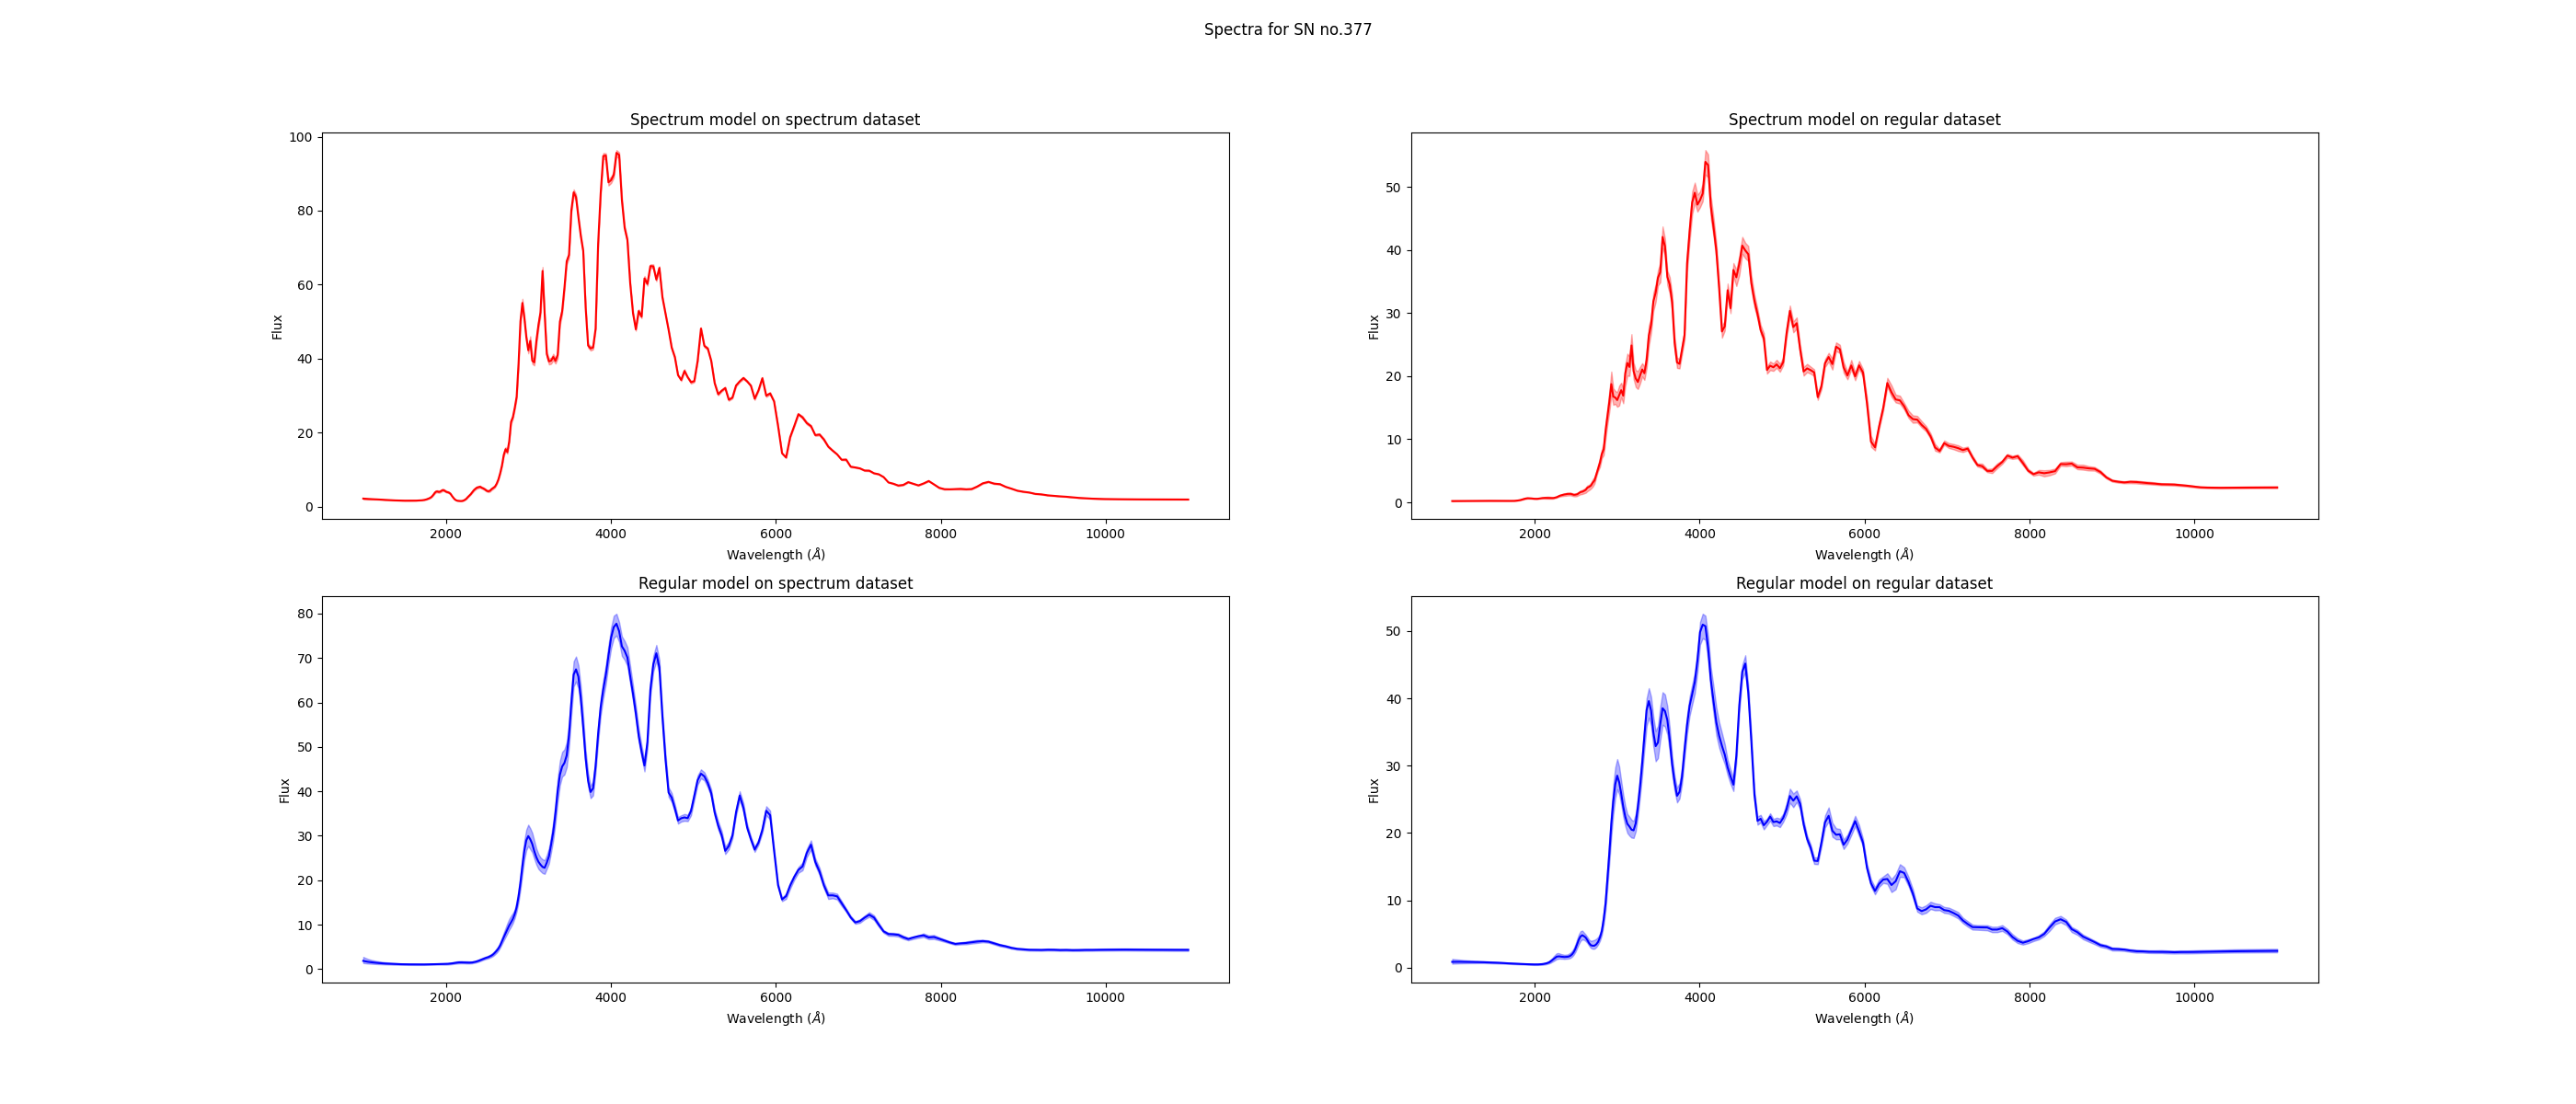 Spectra for SN no.377
Spectrum model on spectrum dataset
100
80
60
40
20
0
Flux
2000 4000 6000 8000 10000
Wavelength (Å)
Spectrum model on regular dataset
50
40
30
20
10
0
Flux
2000 4000 6000 8000 10000
Wavelength (Å)
Regular model on spectrum dataset
80
70
60
50
40
30
20
10
0
Flux
2000 4000 6000 8000 10000
Wavelength (Å)
Regular model on regular dataset
50
40
30
20
10
0
Flux
2000 4000 6000 8000 10000
Wavelength (Å)